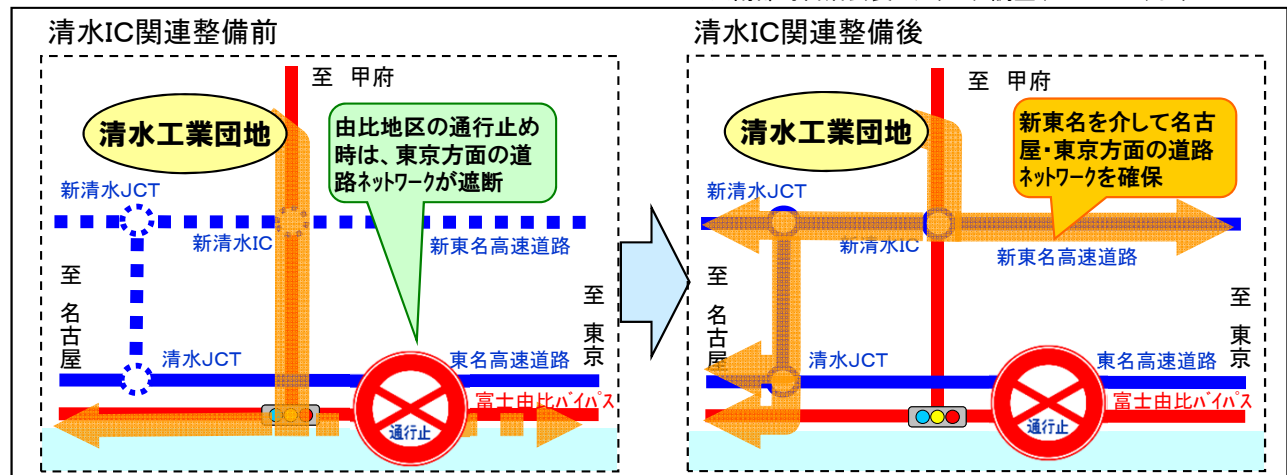 清水IC関連整備前
至 甲府
清水工業団地
由比地区の通行止め
時は、東京方面の道
路ネットワークが遮断
新清水JCT
新清水IC
新東名高速道路
至 名古屋
至 東京
清水JCT
東名高速道路
富士由比バイパス
通行止
清水IC関連整備後
至 甲府
清水工業団地
新東名を介して名古
屋・東京方面の道路
ネットワークを確保
新清水JCT
新清水IC
新東名高速道路
至 名古屋
至 東京
清水JCT
東名高速道路
富士由比バイパス
通行止